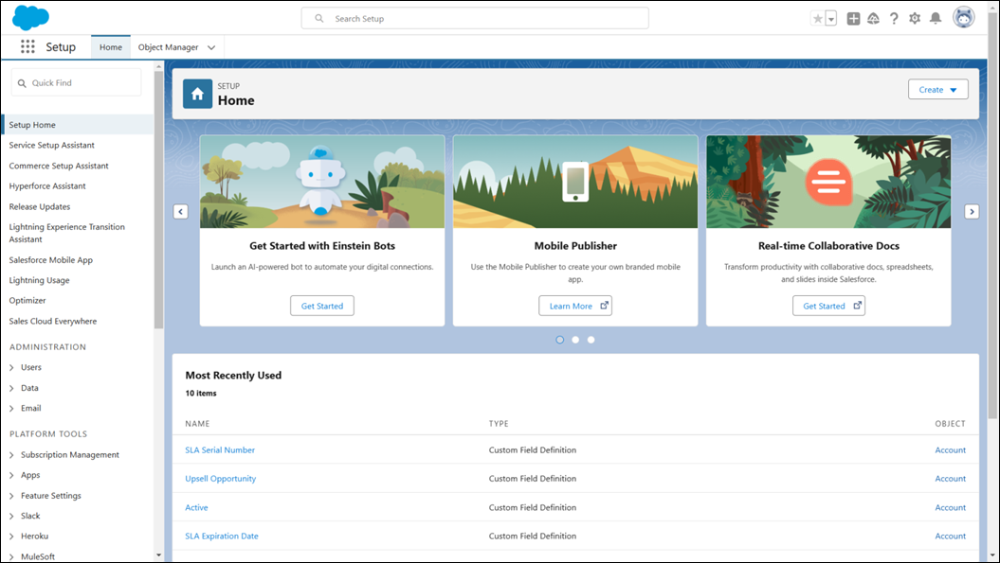 Search Setup
Setup
Home
Object Manager
Quick Find
Setup Home
Service Setup Assistant
Commerce Setup Assistant
Hyperforce Assistant
Release Updates
Lightning Experience Transition
Assistant
Salesforce Mobile App
Lightning Usage
Optimizer
Sales Cloud Everywhere
ADMINISTRATION
Users
Data
Email
PLATFORM TOOLS
Subscription Management
Apps
Feature Settings
Slack
Heroku
MuleSoft
SETUP
Home
Create
Get Started with Einstein Bots
Launch an AI-powered bot to automate your digital connections.
Get Started
Mobile Publisher
Use the Mobile Publisher to create your own branded mobile
app.
Learn More
Real-time Collaborative Docs
Transform productivity with collaborative docs, spreadsheets,
and slides inside Salesforce.
Get Started
Most Recently Used
10 items
NAME TYPE OBJECT
SLA Serial Number Custom Field Definition Account
Upsell Opportunity Custom Field Definition Account
Active Custom Field Definition Account
SLA Expiration Date Custom Field Definition Account